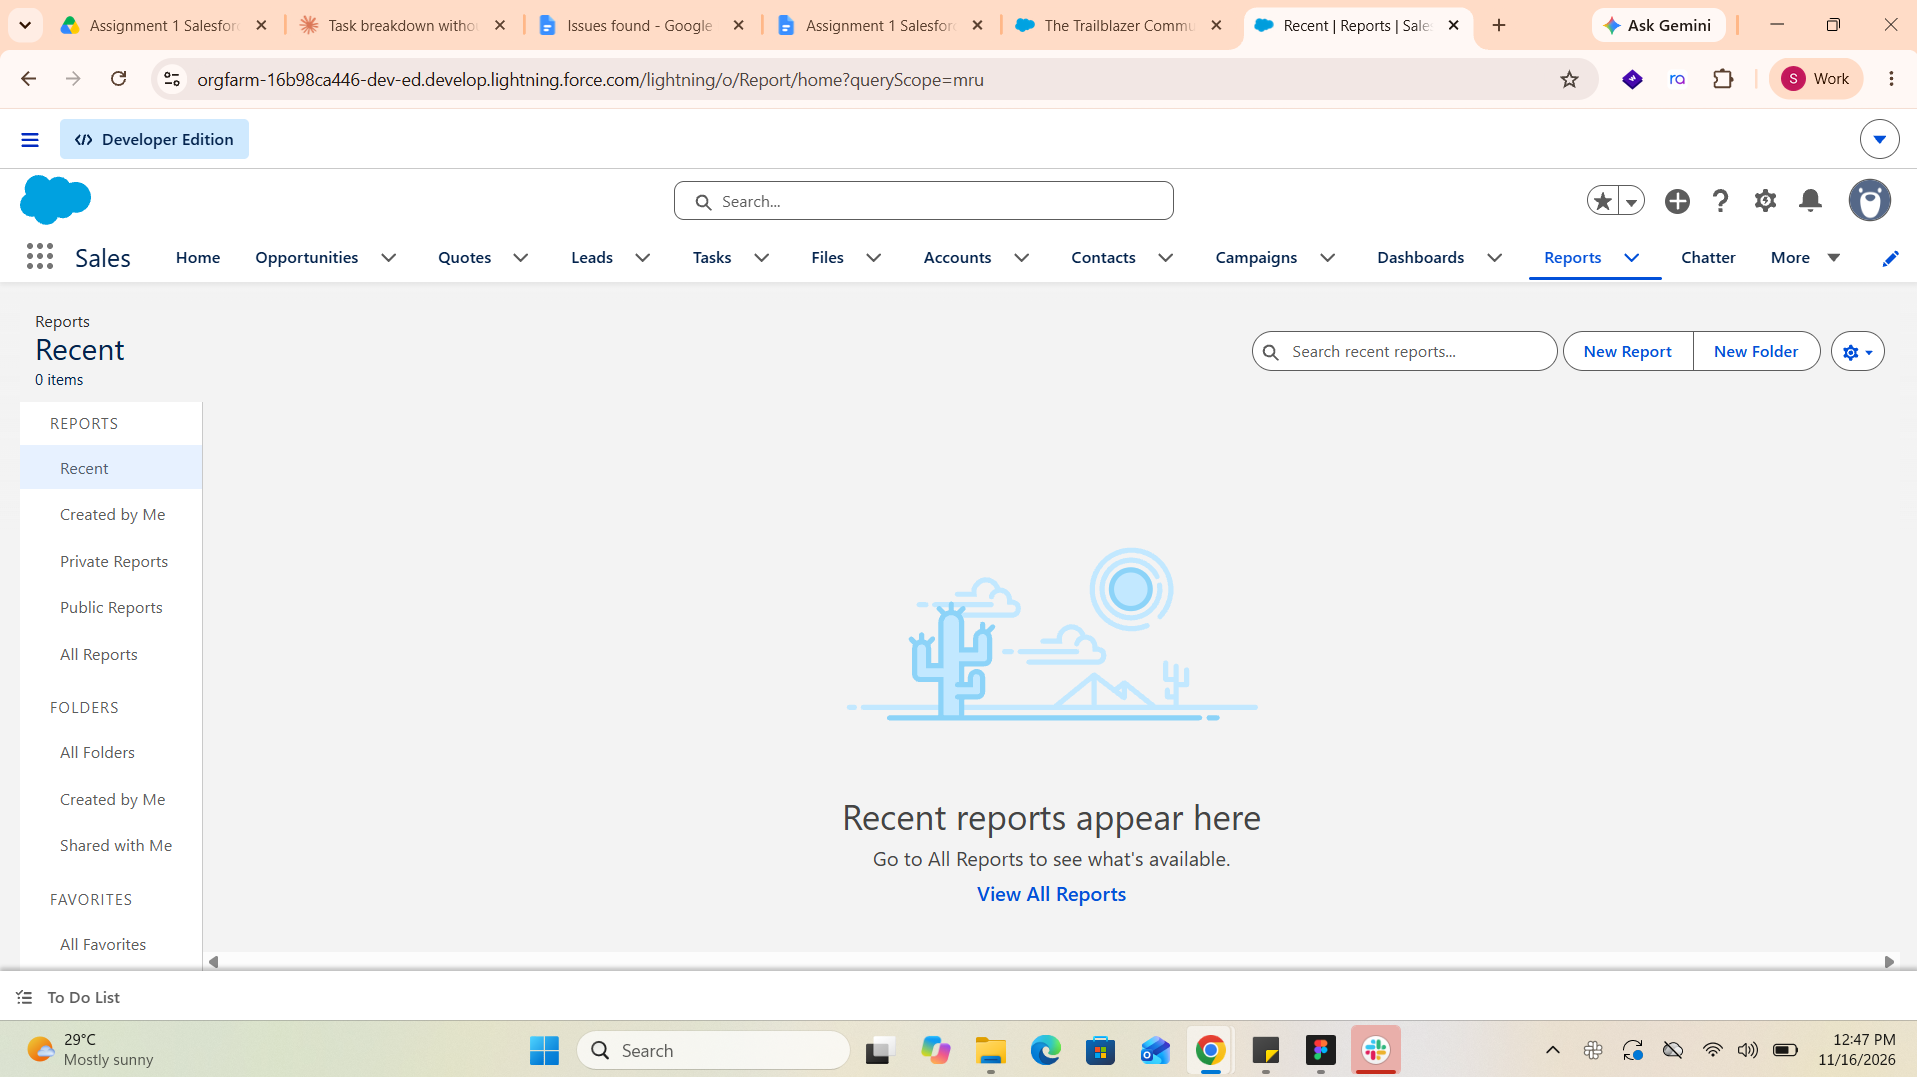 Assignment 1 Salesforc
Task breakdown withou
Issues found - Google
Assignment 1 Salesforc
The Trailblazer Commu
Recent | Reports | Sales
Ask Gemini
orgfarm-16b98ca446-dev-ed.develop.lightning.force.com/lightning/o/Report/home?queryScope=mru
ra
S Work
Developer Edition
Search...
Sales
Home
Opportunities
Quotes
Leads
Tasks
Files
Accounts
Contacts
Campaigns
Dashboards
Reports
Chatter
More
Reports
Recent
0 items
Search recent reports...
New Report
New Folder
REPORTS
Recent
Created by Me
Private Reports
Public Reports
All Reports
FOLDERS
All Folders
Created by Me
Shared with Me
FAVORITES
All Favorites
Recent reports appear here
Go to All Reports to see what's available.
View All Reports
To Do List
29°C
Mostly sunny
Search
12:47 PM
11/16/2026